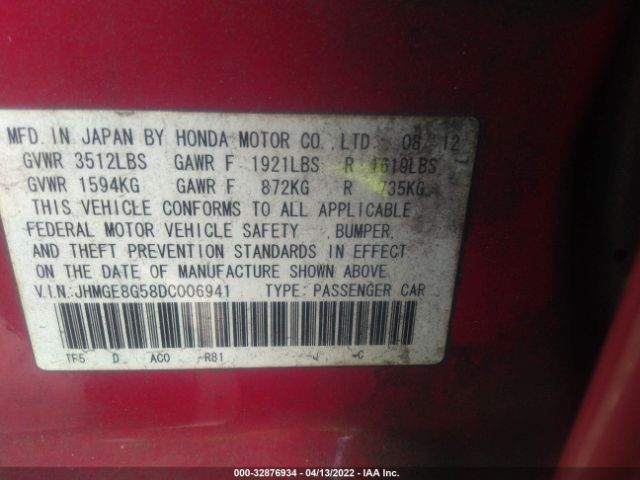 MFD. IN JAPAN BY HONDA MOTOR CO.,LTD. 08 12
GVWR 3512LBS GAWR F 1921LBS R 1619LBS
GVWR 1594KG GAWR F 872KG R 735KG
THIS VEHICLE CONFORMS TO ALL APPLICABLE
FEDERAL MOTOR VEHICLE SAFETY ,BUMPER,
AND THEFT PREVENTION STANDARDS IN EFFECT
ON THE DATE OF MANUFACTURE SHOWN ABOVE.
V.I.N:JHMGE8G58DC006941 TYPE: PASSENGER CAR
TF5 D ACO -R81 -J -C
000-32876934 / 04/13/2022 - IAA Inc.